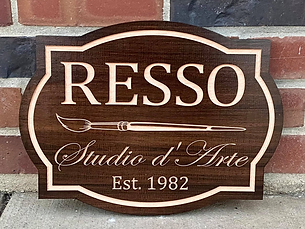 RESSO
Studio d'Arte
Est. 1982